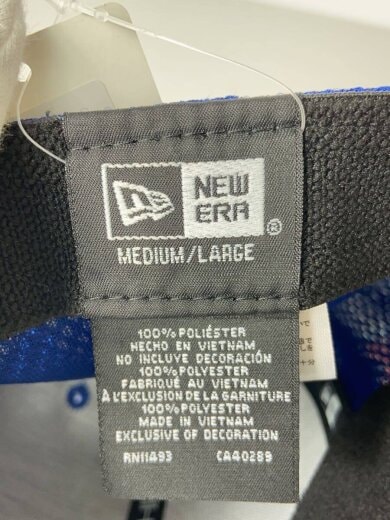 NEW
ERA®
MEDIUM/LARGE
100% POLIÉSTER
HECHO EN VIETNAM
NO INCLUYE DECORACIÓN
100% POLYESTER
FABRIQUÉ AU VIETNAM
À L'EXCLUSION DE LA GARNITURE
100% POLYESTER
MADE IN VIETNAM
EXCLUSIVE OF DECORATION
RN11493 CA40289